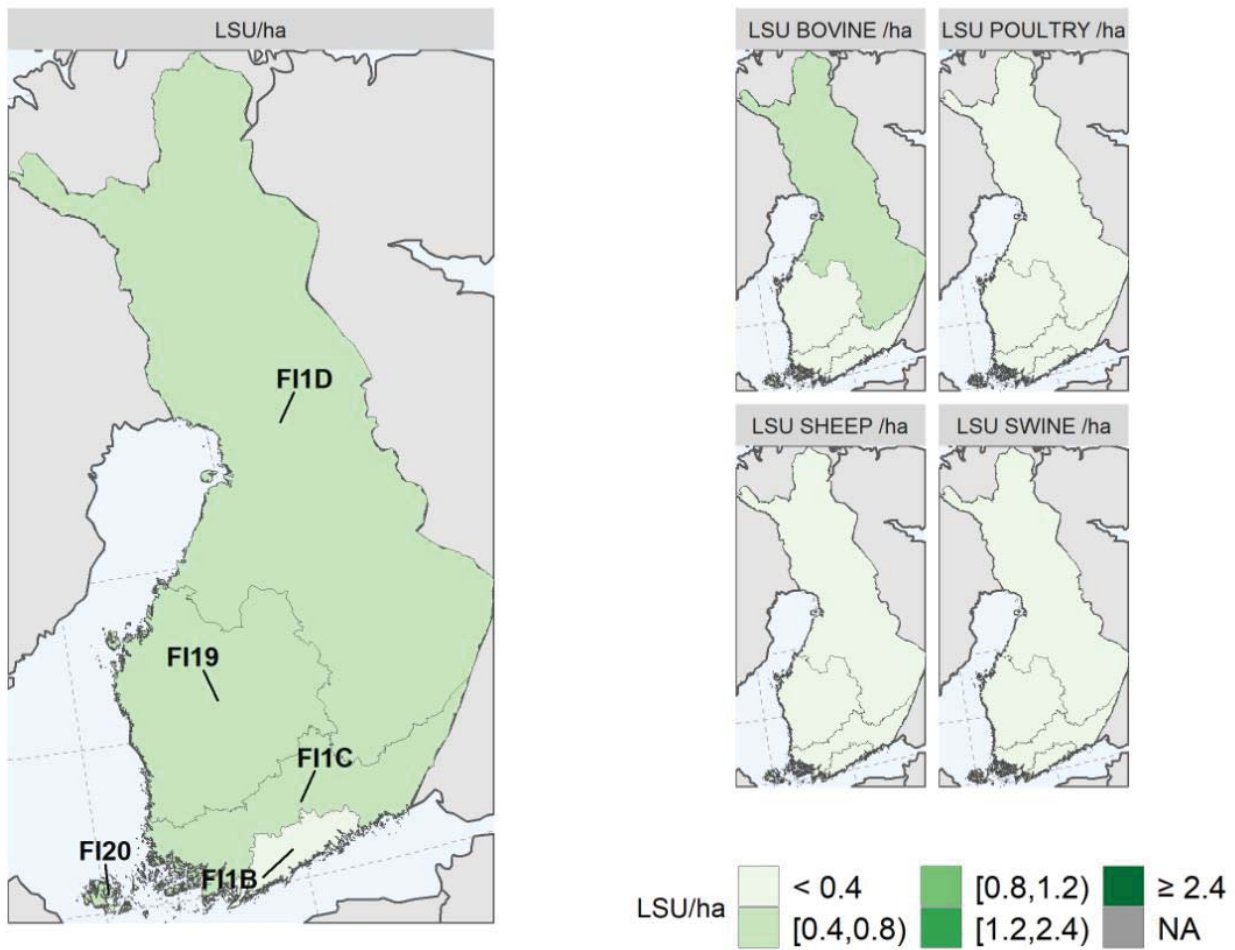 LSU/ha
LSU BOVINE /ha
LSU POULTRY /ha
FI1D
FI19
FI1C
FI20
FI1B
LSU SHEEP /ha
LSU SWINE /ha
LSU/ha
< 0.4
[0.8,1.2)
≥ 2.4
[0.4,0.8)
[1.2,2.4)
NA